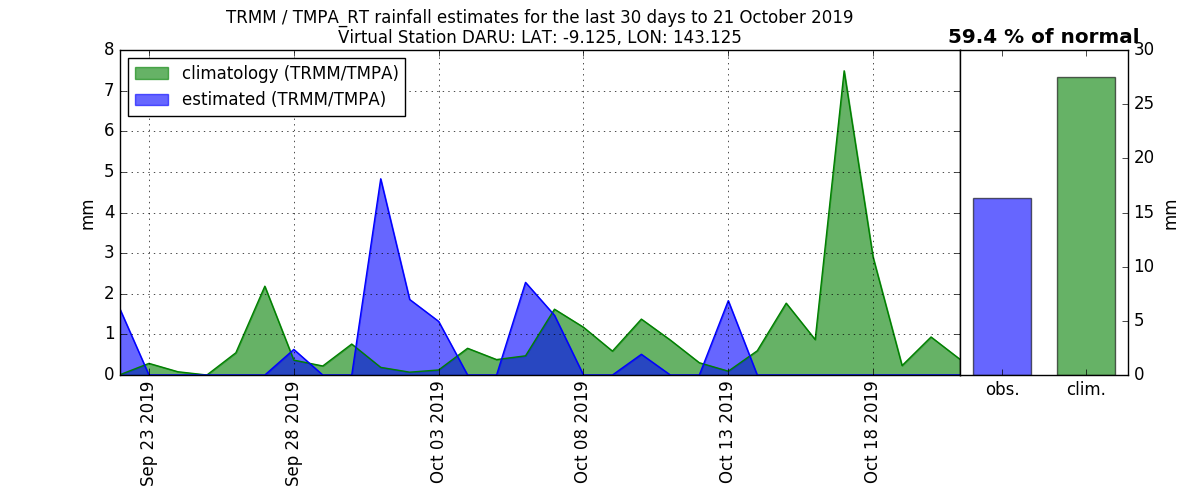 TRMM / TMPA_RT rainfall estimates for the last 30 days to 21 October 2019
Virtual Station DARU: LAT: -9.125, LON: 143.125
59.4 % of normal
climatology (TRMM/TMPA)
estimated (TRMM/TMPA)
8
7
6
5
4
3
2
1
0
mm
Sep 23 2019
Sep 28 2019
Oct 03 2019
Oct 08 2019
Oct 13 2019
Oct 18 2019
30
25
20
15
10
5
0
mm
obs.
clim.